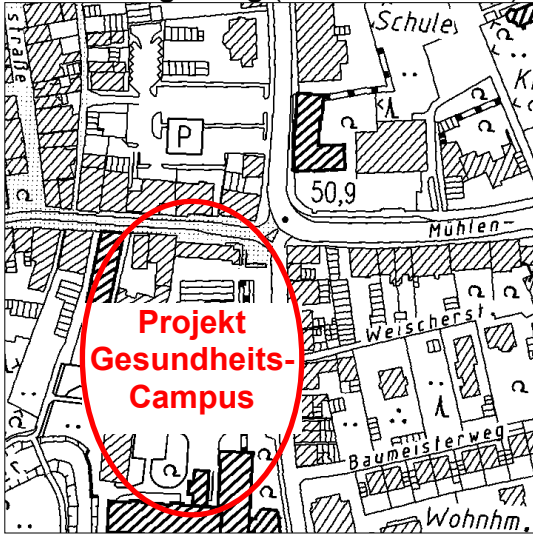 Schule
straße
P
50,9
Mühlen-
Projekt
Gesundheits-
Campus
Weischerst.
Baumeisterweg
Wohnhm.